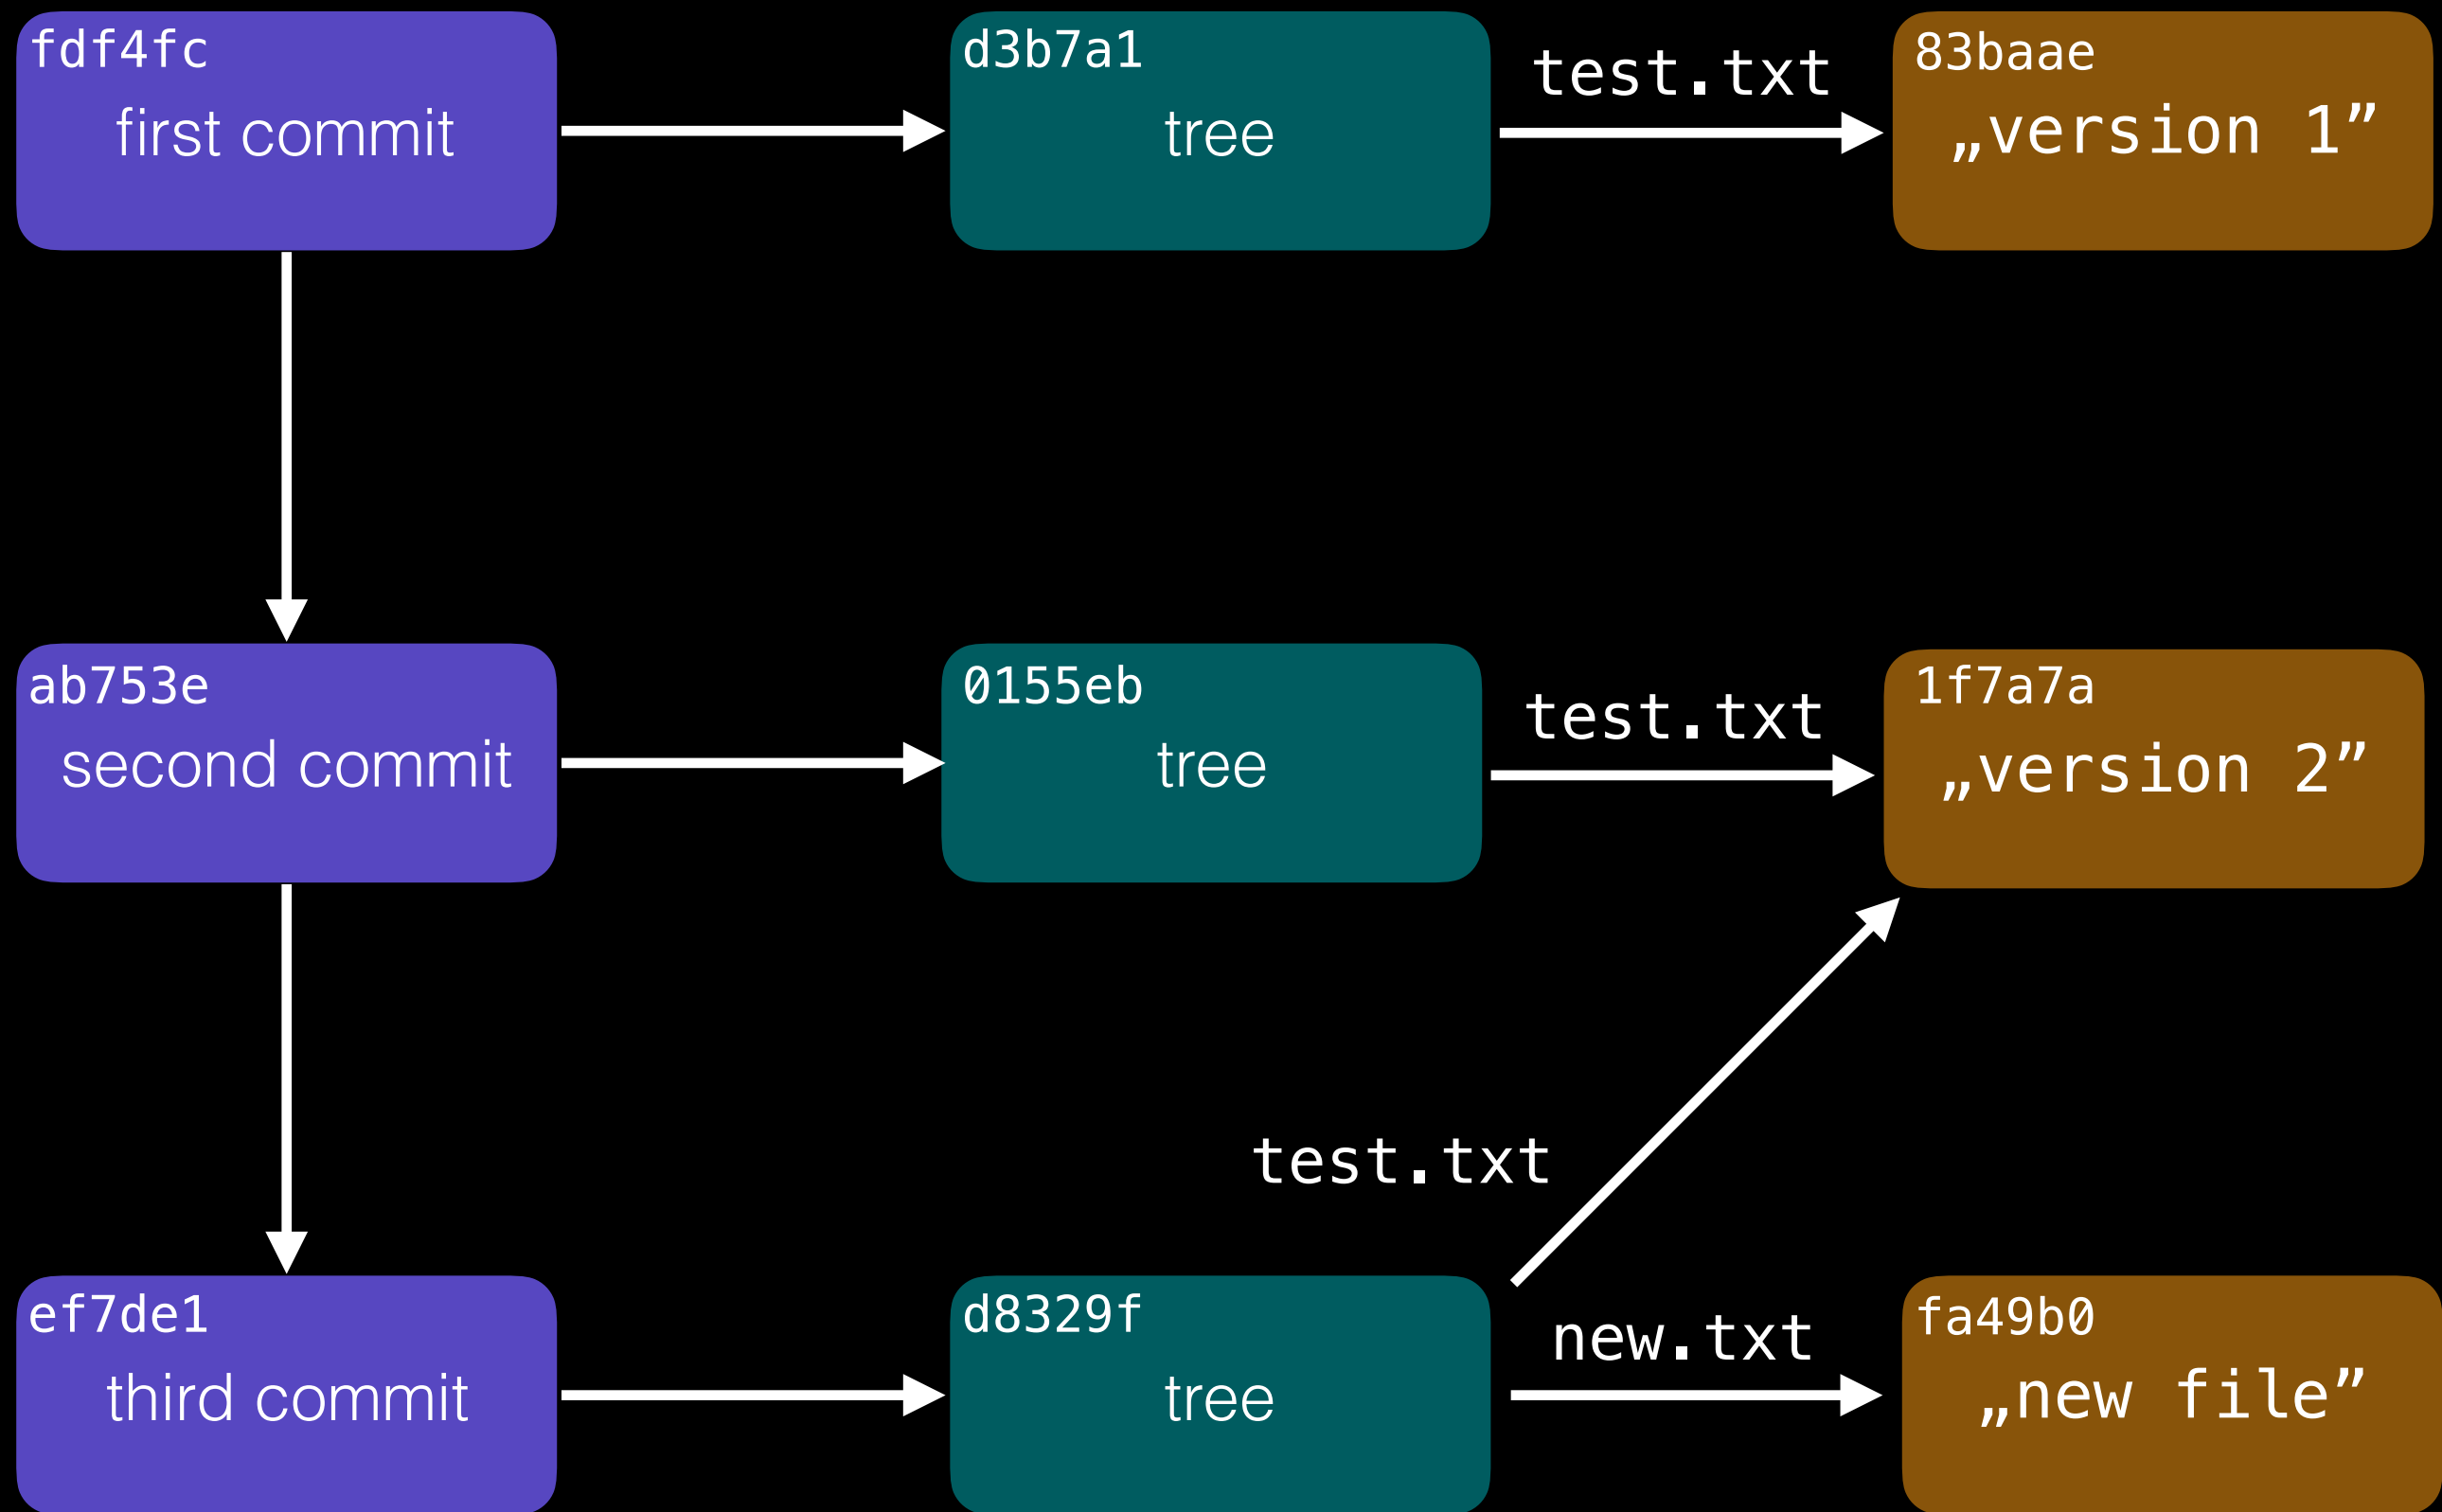 fdf4fc
first commit
d3b7a1
tree
test.txt
83baae
„version 1”
ab753e
second commit
0155eb
tree
test.txt
1f7a7a
„version 2”
test.txt
ef7de1
third commit
d8329f
tree
new.txt
fa49b0
„new file”